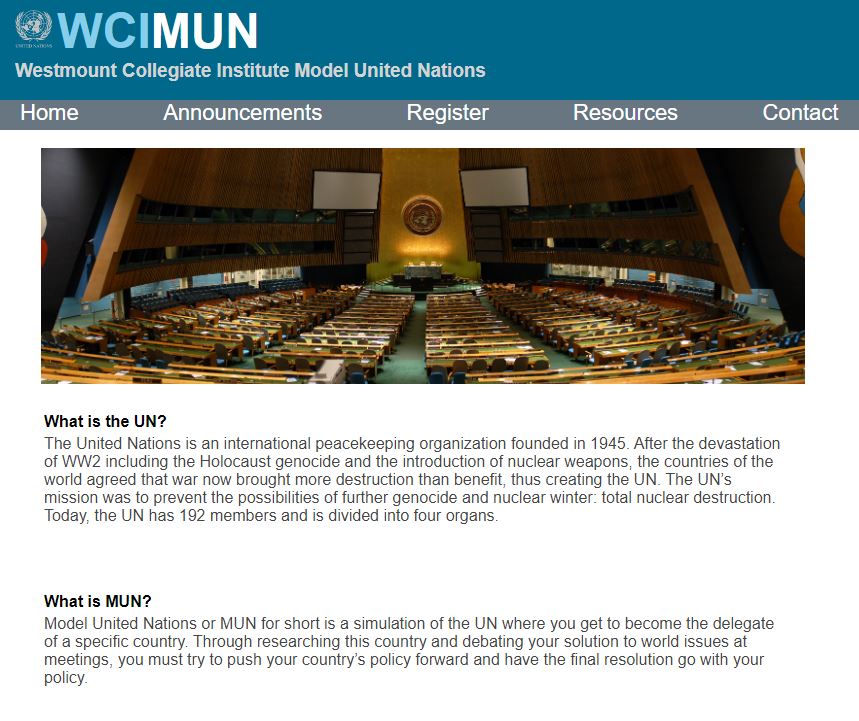 WCIMUN
UNITED NATIONS
Westmount Collegiate Institute Model United Nations
Home Announcements Register Resources Contact
What is the UN?
The United Nations is an international peacekeeping organization founded in 1945. After the devastation
of WW2 including the Holocaust genocide and the introduction of nuclear weapons, the countries of the
world agreed that war now brought more destruction than benefit, thus creating the UN. The UN’s
mission was to prevent the possibilities of further genocide and nuclear winter: total nuclear destruction.
Today, the UN has 192 members and is divided into four organs.
What is MUN?
Model United Nations or MUN for short is a simulation of the UN where you get to become the delegate
of a specific country. Through researching this country and debating your solution to world issues at
meetings, you must try to push your country’s policy forward and have the final resolution go with your
policy.